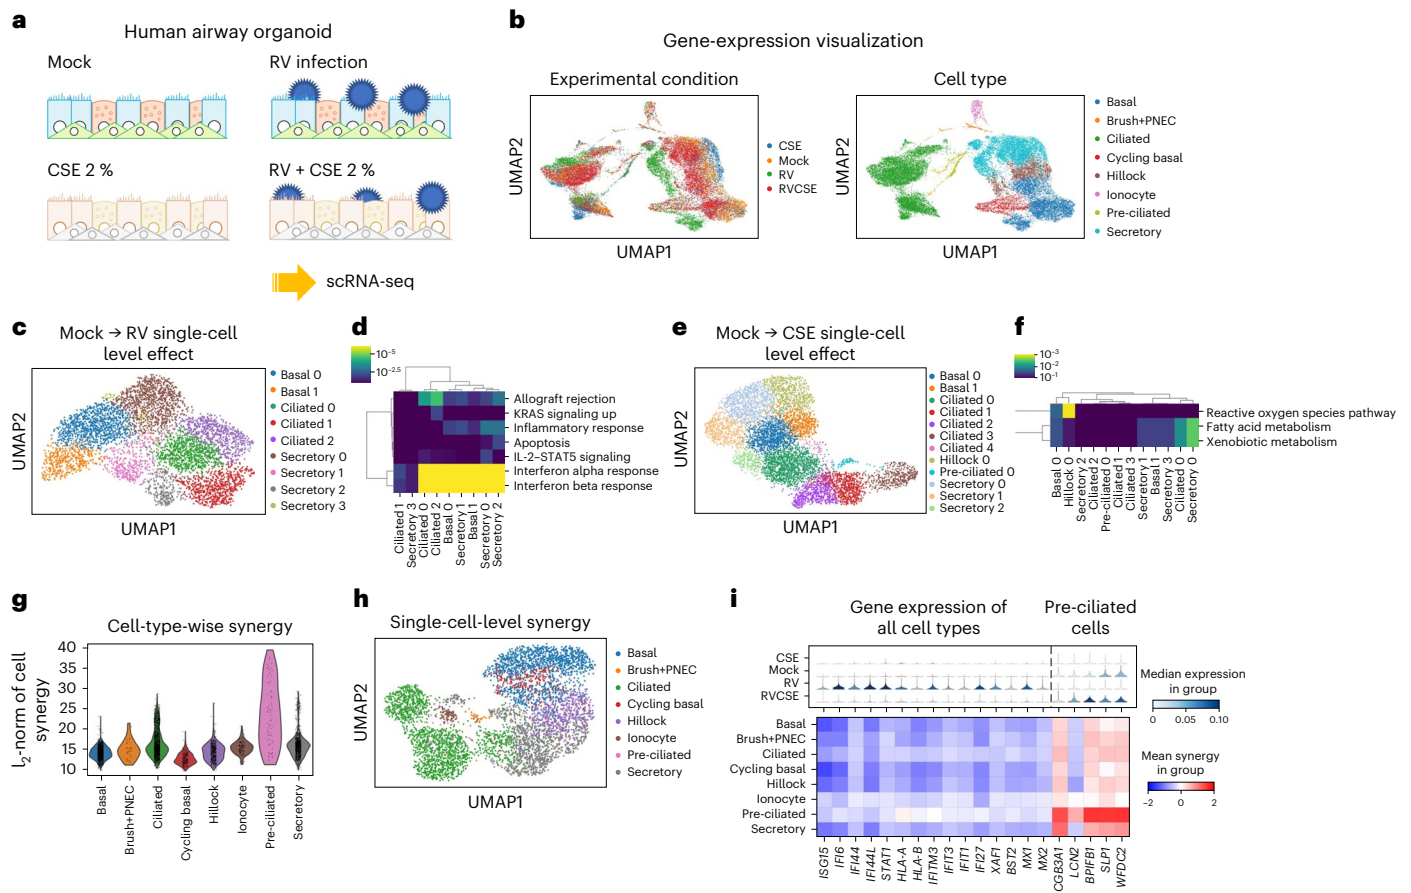 a
Human airway organoid
Mock
RV infection
CSE 2 %
RV + CSE 2 %
scRNA-seq
b
Gene-expression visualization
Experimental condition
UMAP2
UMAP1
CSE
Mock
RV
RVCSE
Cell type
UMAP2
UMAP1
Basal
Brush+PNEC
Ciliated
Cycling basal
Hillock
Ionocyte
Pre-ciliated
Secretory
c
Mock → RV single-cell
level effect
UMAP2
UMAP1
Basal 0
Basal 1
Ciliated 0
Ciliated 1
Ciliated 2
Secretory 0
Secretory 1
Secretory 2
Secretory 3
d
10⁻⁵
10⁻²·⁵
Allograft rejection
KRAS signaling up
Inflammatory response
Apoptosis
IL-2–STAT5 signaling
Interferon alpha response
Interferon beta response
Ciliated 1
Secretory 3
Ciliated 0
Ciliated 2
Basal 0
Secretory 1
Basal 1
Secretory 0
Secretory 2
e
Mock → CSE single-cell
level effect
UMAP2
UMAP1
Basal 0
Basal 1
Ciliated 0
Ciliated 1
Ciliated 2
Ciliated 3
Ciliated 4
Hillock 0
Pre-ciliated 0
Secretory 0
Secretory 1
Secretory 2
f
10⁻³
10⁻²
10⁻¹
Reactive oxygen species pathway
Fatty acid metabolism
Xenobiotic metabolism
Basal 0
Hillock 0
Secretory 2
Ciliated 2
Pre-ciliated 0
Ciliated 1
Ciliated 3
Secretory 1
Basal 1
Secretory 3
Ciliated 0
Secretory 0
g
Cell-type-wise synergy
l₂-norm of cell
synergy
40
35
30
25
20
15
10
Basal
Brush+PNEC
Ciliated
Cycling basal
Hillock
Ionocyte
Pre-ciliated
Secretory
h
Single-cell-level synergy
UMAP2
UMAP1
Basal
Brush+PNEC
Ciliated
Cycling basal
Hillock
Ionocyte
Pre-ciliated
Secretory
i
Gene expression of
all cell types
Pre-ciliated
cells
CSE
Mock
RV
RVCSE
Median expression
in group
0 0.05 0.10
Basal
Brush+PNEC
Ciliated
Cycling basal
Hillock
Ionocyte
Pre-ciliated
Secretory
Mean synergy
in group
−2 0 2
ISG15
IFI6
IFI44
IFI44L
STAT1
HLA-A
HLA-B
IFITM3
IFIT3
IFIT1
IFI27
XAF1
BST2
MX1
MX2
CGB3A1
LCN2
BPIFB1
SLP1
WFDC2